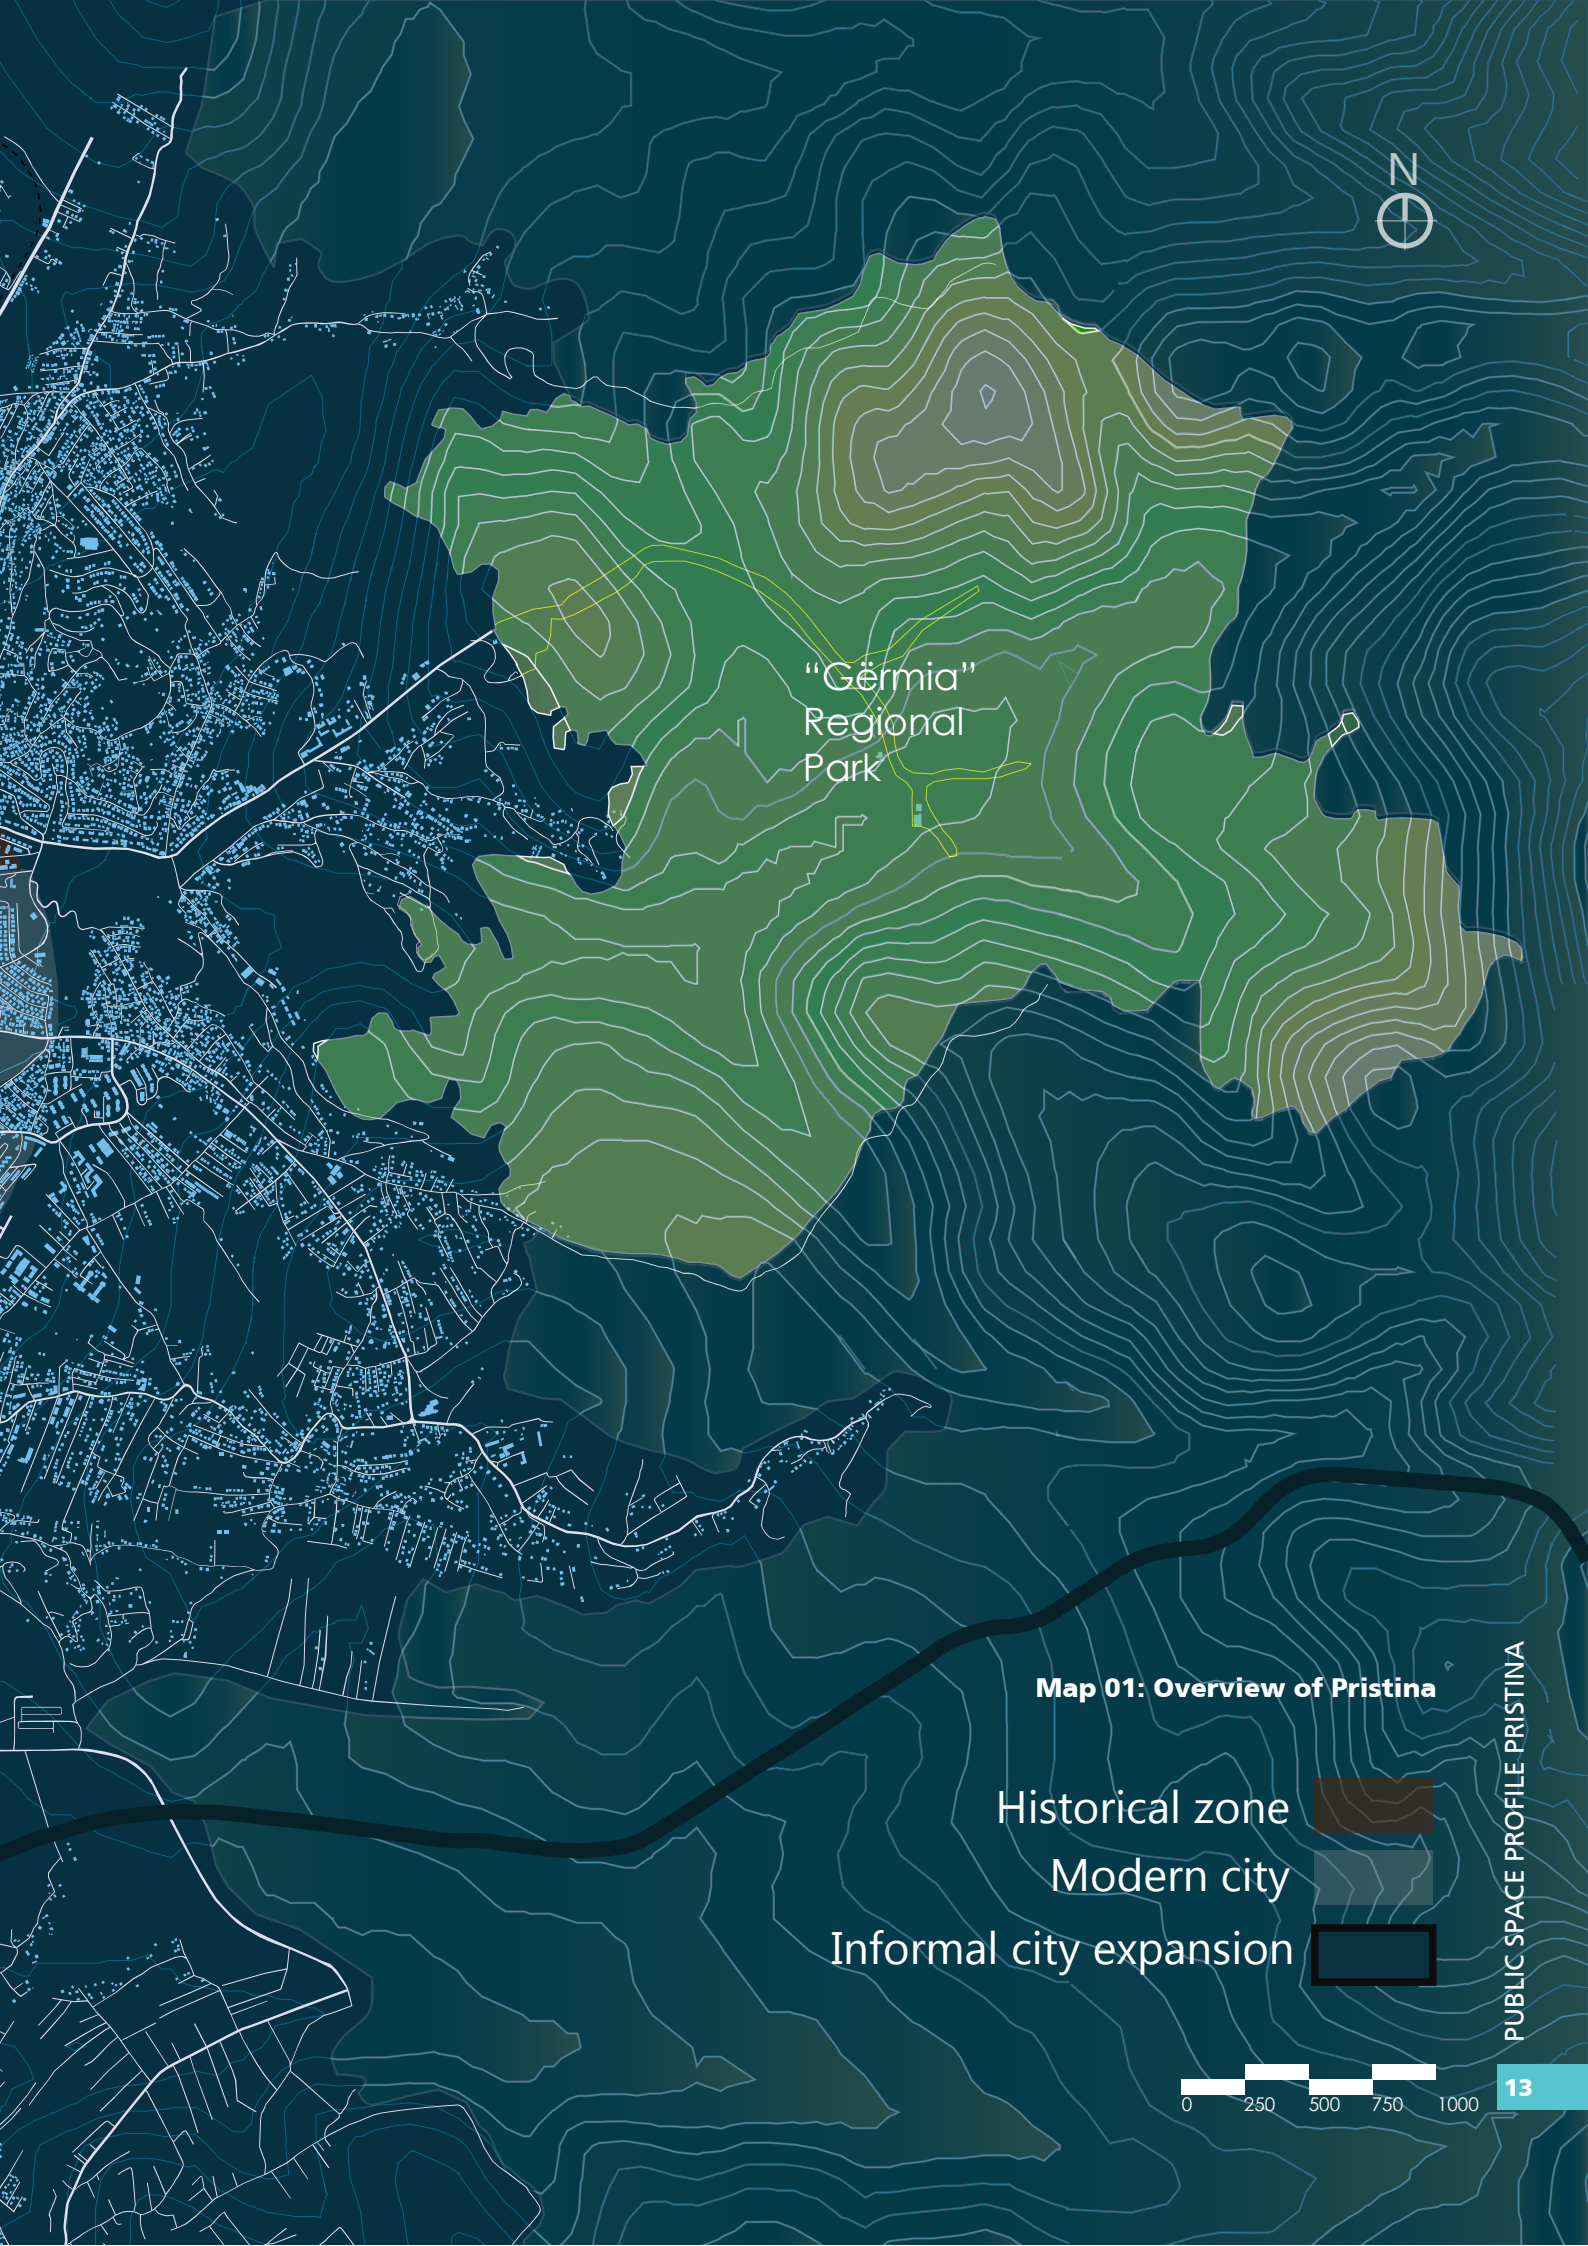 N
“Gërmia”
Regional
Park
Map 01: Overview of Pristina
Historical zone
Modern city
Informal city expansion
0 250 500 750 1000
PUBLIC SPACE PROFILE PRISTINA
13